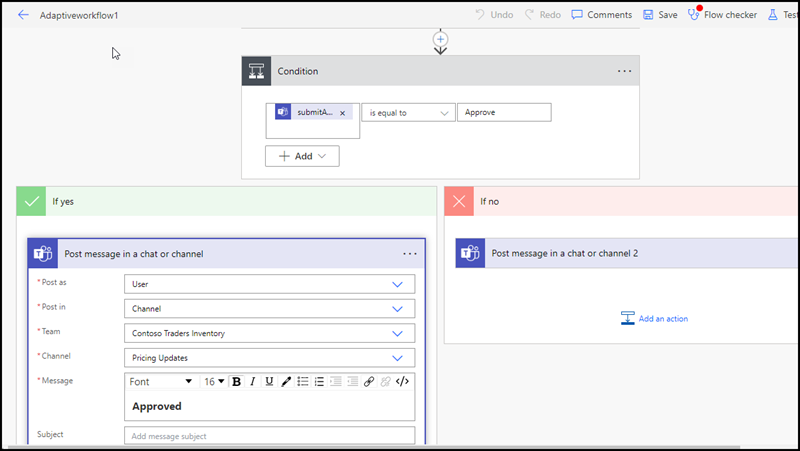 Adaptiveworkflow1
Undo Redo Comments Save Flow checker Test
Condition
submitA... × is equal to Approve
Add
If yes
If no
Post message in a chat or channel
Post message in a chat or channel 2
* Post as User
* Post in Channel
Add an action
* Team Contoso Traders Inventory
* Channel Pricing Updates
* Message Font 16 B I U </>
Approved
Subject Add message subject